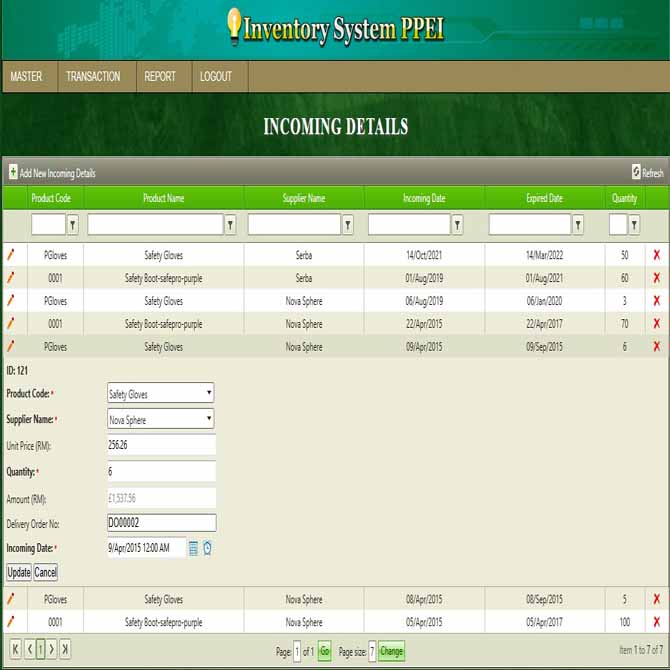 Inventory System PPEI
MASTER TRANSACTION REPORT LOGOUT
INCOMING DETAILS
Add New Incoming Details Refresh
Product Code Product Name Supplier Name Incoming Date Expired Date Quantity
PGloves Safety Gloves Serba 14/Oct/2021 14/Mar/2022 50
0001 Safety Boot-safepro-purple Serba 01/Aug/2019 01/Aug/2021 60
PGloves Safety Gloves Nova Sphere 06/Aug/2019 06/Jan/2020 3
0001 Safety Boot-safepro-purple Nova Sphere 22/Apr/2015 22/Apr/2017 70
PGloves Safety Gloves Nova Sphere 09/Apr/2015 09/Sep/2015 6
ID: 121
Product Code: * Safety Gloves
Supplier Name: * Nova Sphere
Unit Price (RM): 256.26
Quantity: * 6
Amount (RM): £1,537.56
Delivery Order No: DO00002
Incoming Date: * 9/Apr/2015 12:00 AM
Update Cancel
PGloves Safety Gloves Nova Sphere 08/Apr/2015 08/Sep/2015 5
0001 Safety Boot-safepro-purple Nova Sphere 05/Apr/2015 05/Apr/2017 100
1 Page: 1 of 1 Go Page size: 7 Change Item 1 to 7 of 7